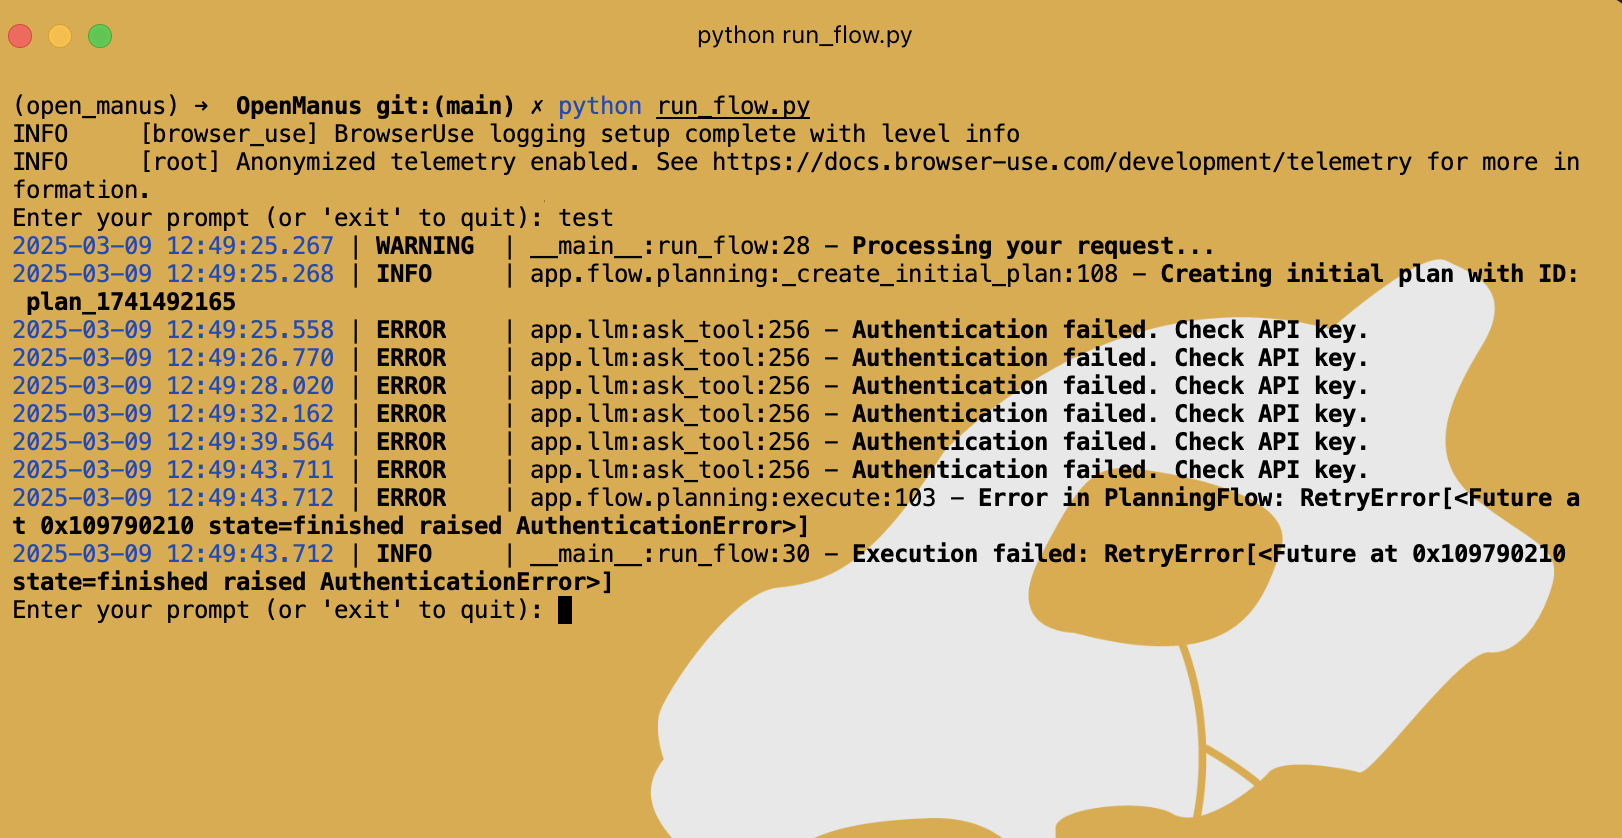 python run_flow.py
(open_manus) → OpenManus git:(main) ✗ python run_flow.py
INFO     [browser_use] BrowserUse logging setup complete with level info
INFO     [root] Anonymized telemetry enabled. See https://docs.browser-use.com/development/telemetry for more in
formation.
Enter your prompt (or 'exit' to quit): test
2025-03-09 12:49:25.267 | WARNING  | __main__:run_flow:28 - Processing your request...
2025-03-09 12:49:25.268 | INFO     | app.flow.planning:_create_initial_plan:108 - Creating initial plan with ID:
 plan_1741492165
2025-03-09 12:49:25.558 | ERROR    | app.llm:ask_tool:256 - Authentication failed. Check API key.
2025-03-09 12:49:26.770 | ERROR    | app.llm:ask_tool:256 - Authentication failed. Check API key.
2025-03-09 12:49:28.020 | ERROR    | app.llm:ask_tool:256 - Authentication failed. Check API key.
2025-03-09 12:49:32.162 | ERROR    | app.llm:ask_tool:256 - Authentication failed. Check API key.
2025-03-09 12:49:39.564 | ERROR    | app.llm:ask_tool:256 - Authentication failed. Check API key.
2025-03-09 12:49:43.711 | ERROR    | app.llm:ask_tool:256 - Authentication failed. Check API key.
2025-03-09 12:49:43.712 | ERROR    | app.flow.planning:execute:103 - Error in PlanningFlow: RetryError[<Future a
t 0x109790210 state=finished raised AuthenticationError>]
2025-03-09 12:49:43.712 | INFO     | __main__:run_flow:30 - Execution failed: RetryError[<Future at 0x109790210
state=finished raised AuthenticationError>]
Enter your prompt (or 'exit' to quit):